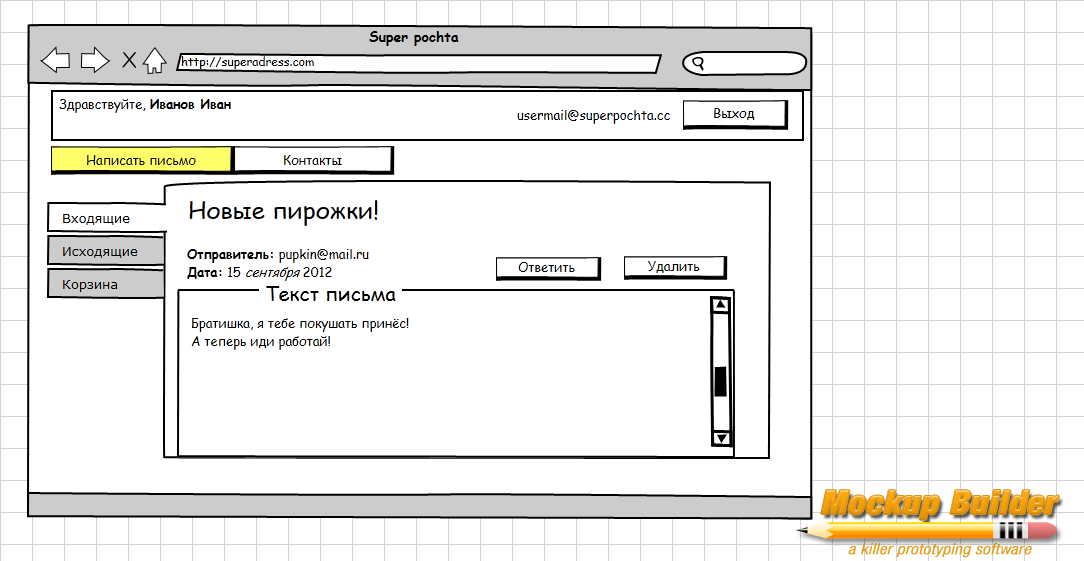 Super pochta
http://superadress.com
Здравствуйте, Иванов Иван
usermail@superpochta.cc
Выход
Написать письмо
Контакты
Входящие
Исходящие
Корзина
Новые пирожки!
Отправитель: pupkin@mail.ru
Дата: 15 сентября 2012
Ответить
Удалить
Текст письма
Братишка, я тебе покушать принёс!
А теперь иди работай!
Mockup Builder
a killer prototyping software